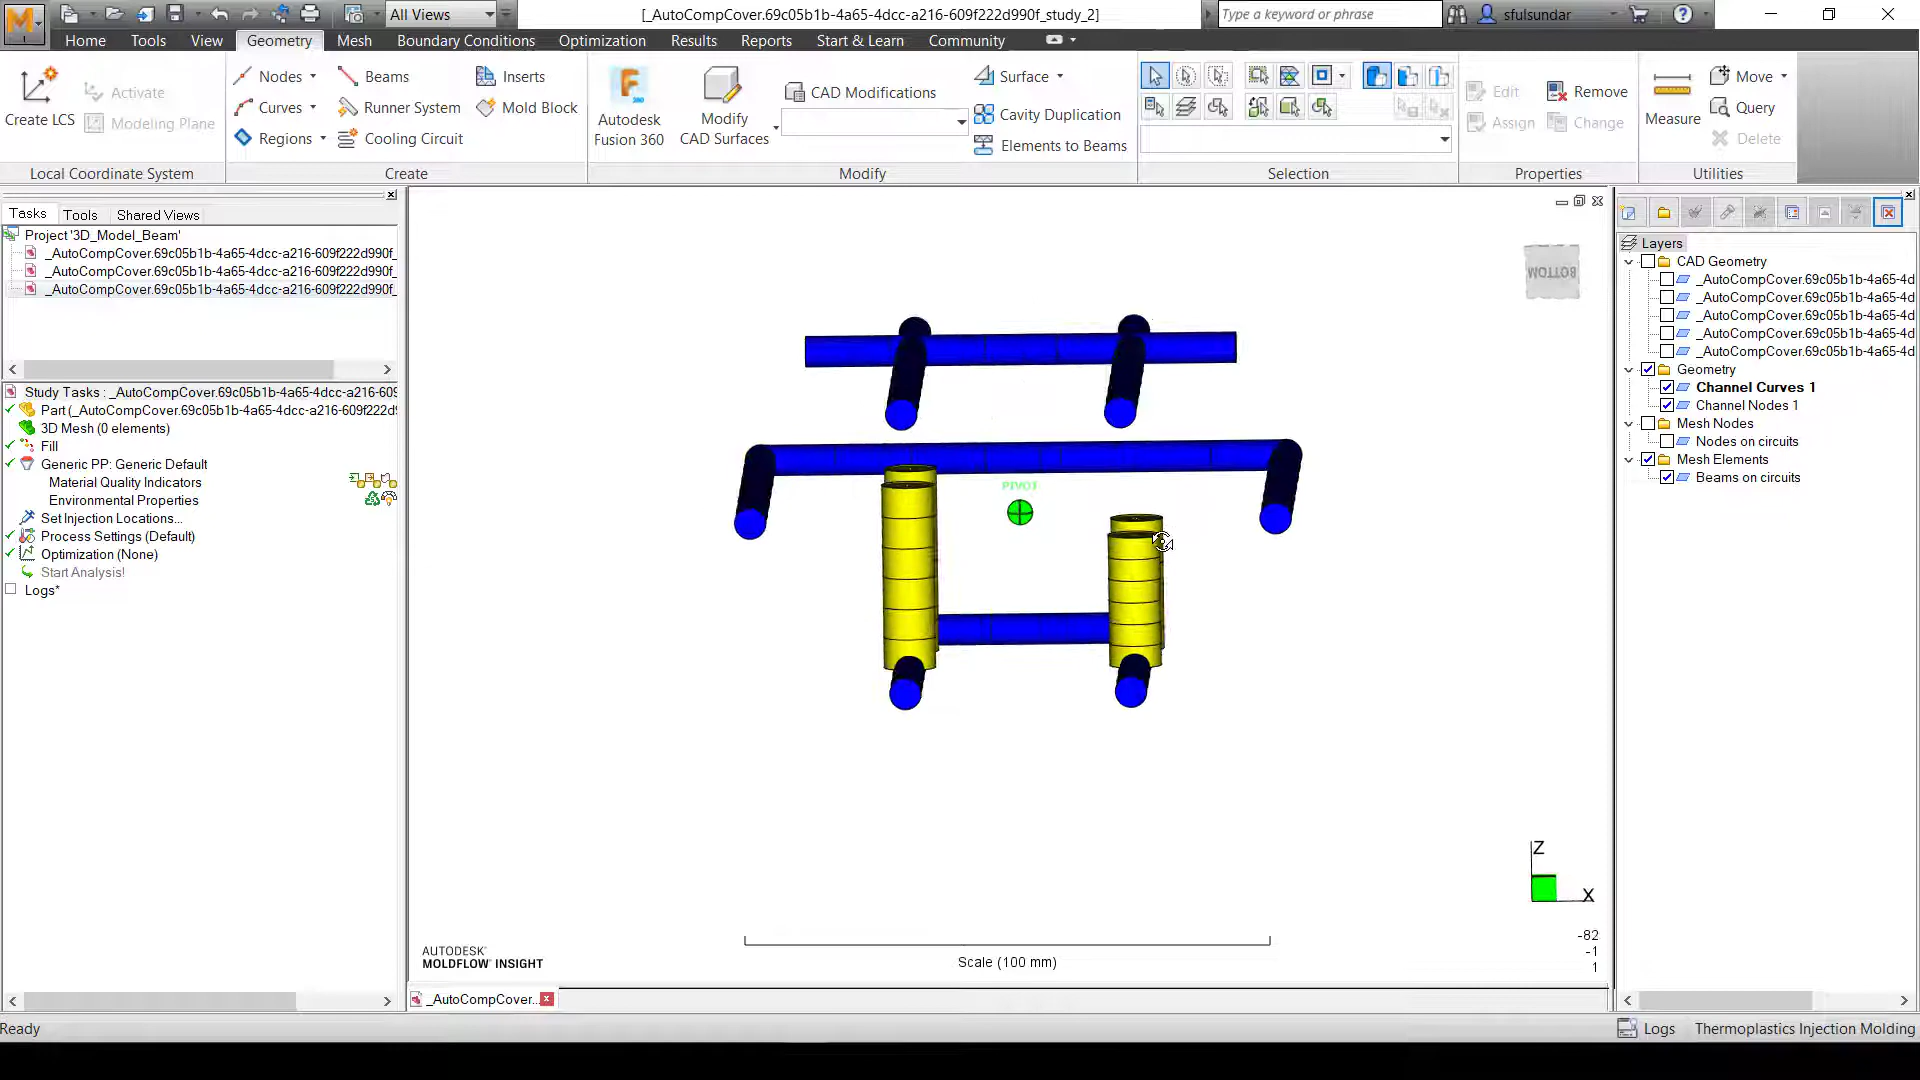 All Views
[_AutoCompCover.69c05b1b-4a65-4dcc-a216-609f222d990f_study_2]
Type a keyword or phrase
sfulsundar
Home
Tools
View
Geometry
Mesh
Boundary Conditions
Optimization
Results
Reports
Start & Learn
Community
Create LCS
Activate
Modeling Plane
Local Coordinate System
Nodes
Curves
Regions
Beams
Runner System
Cooling Circuit
Inserts
Mold Block
Create
Autodesk
Fusion 360
Modify
CAD Surfaces
CAD Modifications
Surface
Cavity Duplication
Elements to Beams
Modify
Selection
Edit
Assign
Remove
Change
Properties
Measure
Move
Query
Delete
Utilities
Tasks
Tools
Shared Views
Project '3D_Model_Beam'
_AutoCompCover.69c05b1b-4a65-4dcc-a216-609f222d990f_
_AutoCompCover.69c05b1b-4a65-4dcc-a216-609f222d990f_
_AutoCompCover.69c05b1b-4a65-4dcc-a216-609f222d990f_
Study Tasks : _AutoCompCover.69c05b1b-4a65-4dcc-a216-60
Part (_AutoCompCover.69c05b1b-4a65-4dcc-a216-609f222d
3D Mesh (0 elements)
Fill
Generic PP: Generic Default
Material Quality Indicators
Environmental Properties
Set Injection Locations...
Process Settings (Default)
Optimization (None)
Start Analysis!
Logs*
BOTTOM
PIVOT
Z
X
-82
-1
1
AUTODESK
MOLDFLOW INSIGHT
Scale (100 mm)
_AutoCompCover...
Layers
CAD Geometry
_AutoCompCover.69c05b1b-4a65-4d
_AutoCompCover.69c05b1b-4a65-4d
_AutoCompCover.69c05b1b-4a65-4d
_AutoCompCover.69c05b1b-4a65-4d
_AutoCompCover.69c05b1b-4a65-4d
Geometry
Channel Curves 1
Channel Nodes 1
Mesh Nodes
Nodes on circuits
Mesh Elements
Beams on circuits
Ready
Logs
Thermoplastics Injection Molding